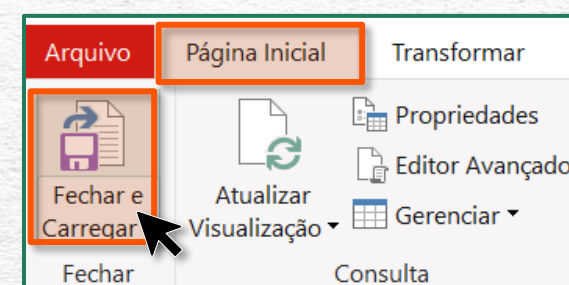 Arquivo
Página Inicial
Transformar
Fechar e
Carregar
Atualizar
Visualização
Propriedades
Editor Avançado
Gerenciar
Fechar
Consulta